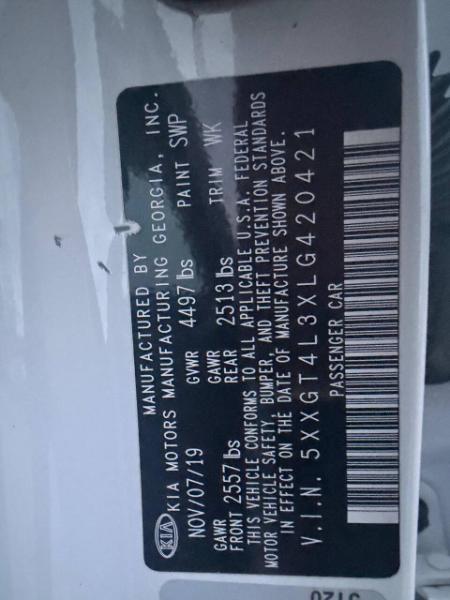 MANUFACTURED BY
KIA KIA MOTORS MANUFACTURING GEORGIA, INC.
NOV/07/19 GVWR 4497 lbs PAINT SWP
GAWR FRONT 2557 lbs GAWR REAR 2513 lbs TRIM WK
THIS VEHICLE CONFORMS TO ALL APPLICABLE U.S.A. FEDERAL
MOTOR VEHICLE SAFETY, BUMPER, AND THEFT PREVENTION STANDARDS
IN EFFECT ON THE DATE OF MANUFACTURE SHOWN ABOVE.
V.I.N. 5XXGT4L3XLG420421
PASSENGER CAR